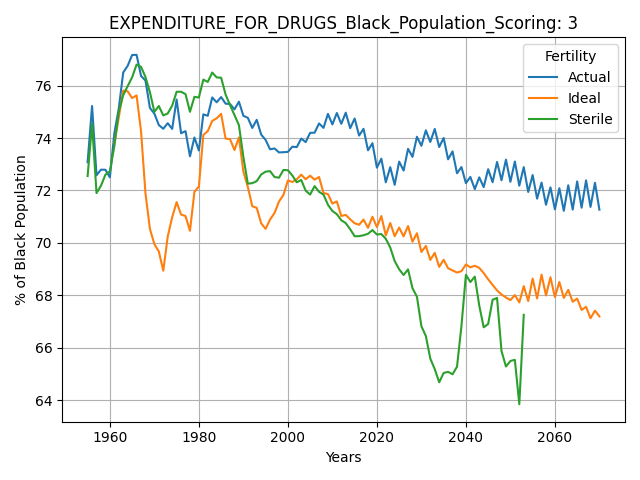 EXPENDITURE_FOR_DRUGS_Black_Population_Scoring: 3
Fertility
Actual
Ideal
Sterile
% of Black Population
76
74
72
70
68
66
64
1960
1980
2000
2020
2040
2060
Years